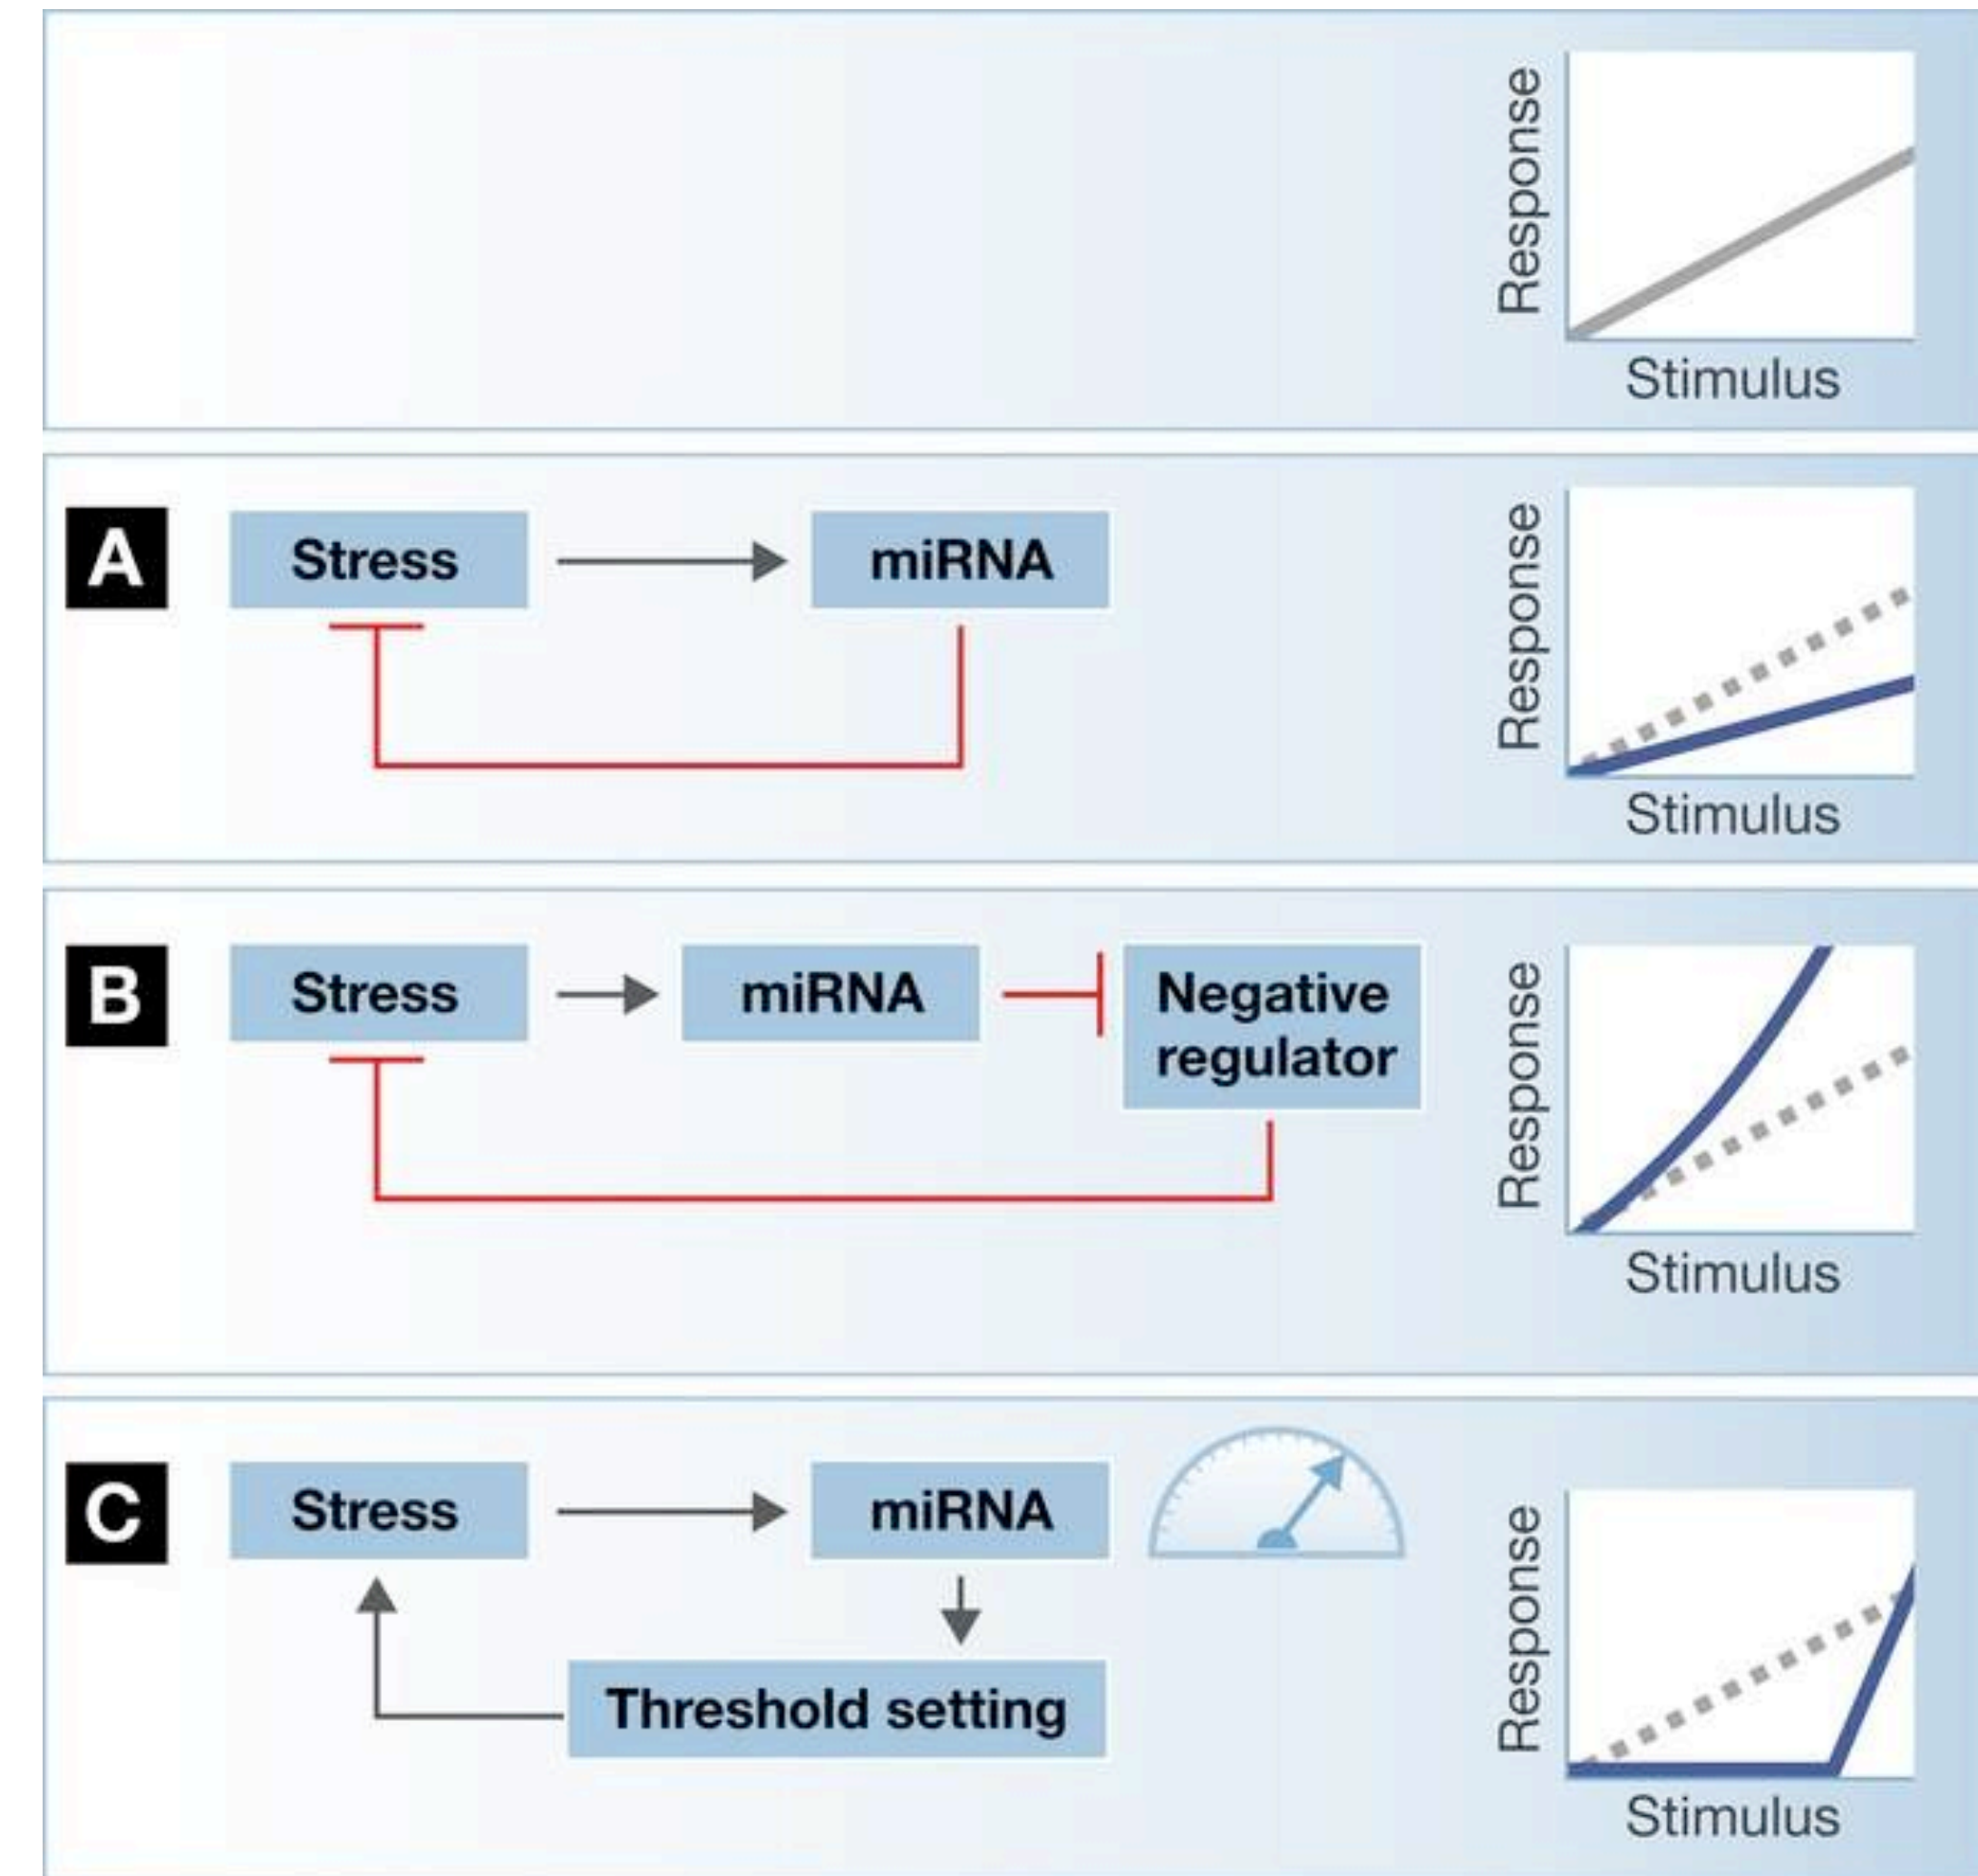 Response
Stimulus
A
Stress
miRNA
Response
Stimulus
B
Stress
miRNA
Negative
regulator
Response
Stimulus
C
Stress
miRNA
Threshold setting
Response
Stimulus